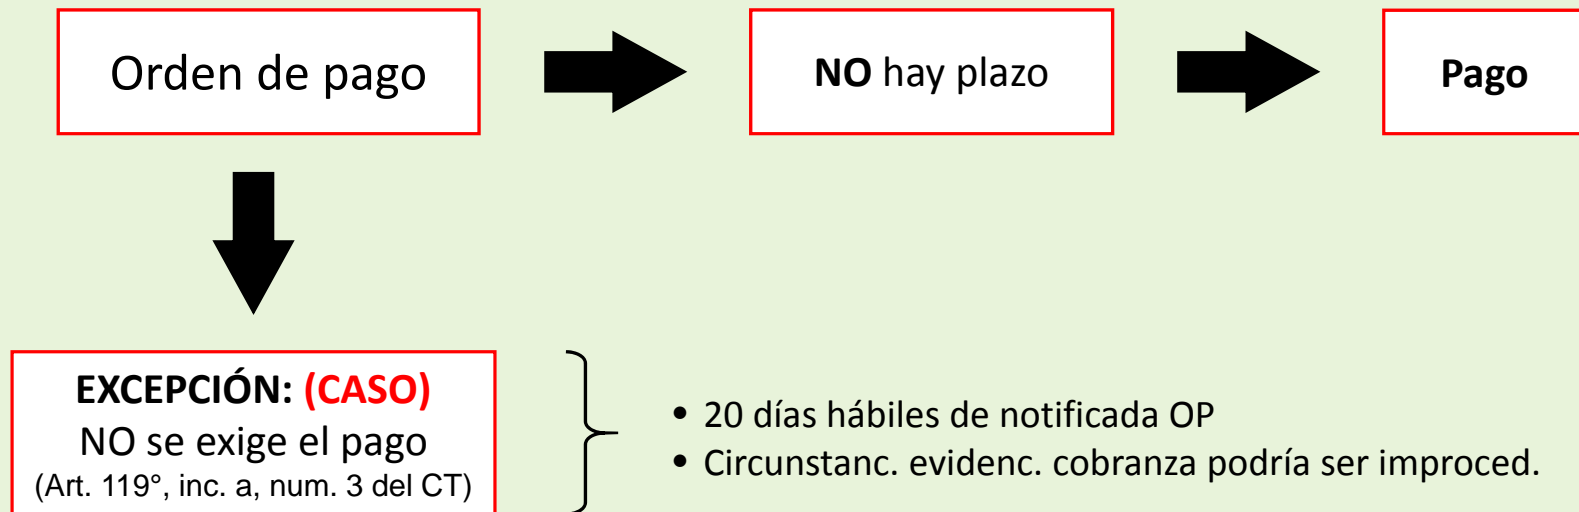 Orden de pago
NO hay plazo
Pago
EXCEPCIÓN: (CASO)
NO se exige el pago
(Art. 119°, inc. a, num. 3 del CT)
• 20 días hábiles de notificada OP
• Circunstanc. evidenc. cobranza podría ser improced.